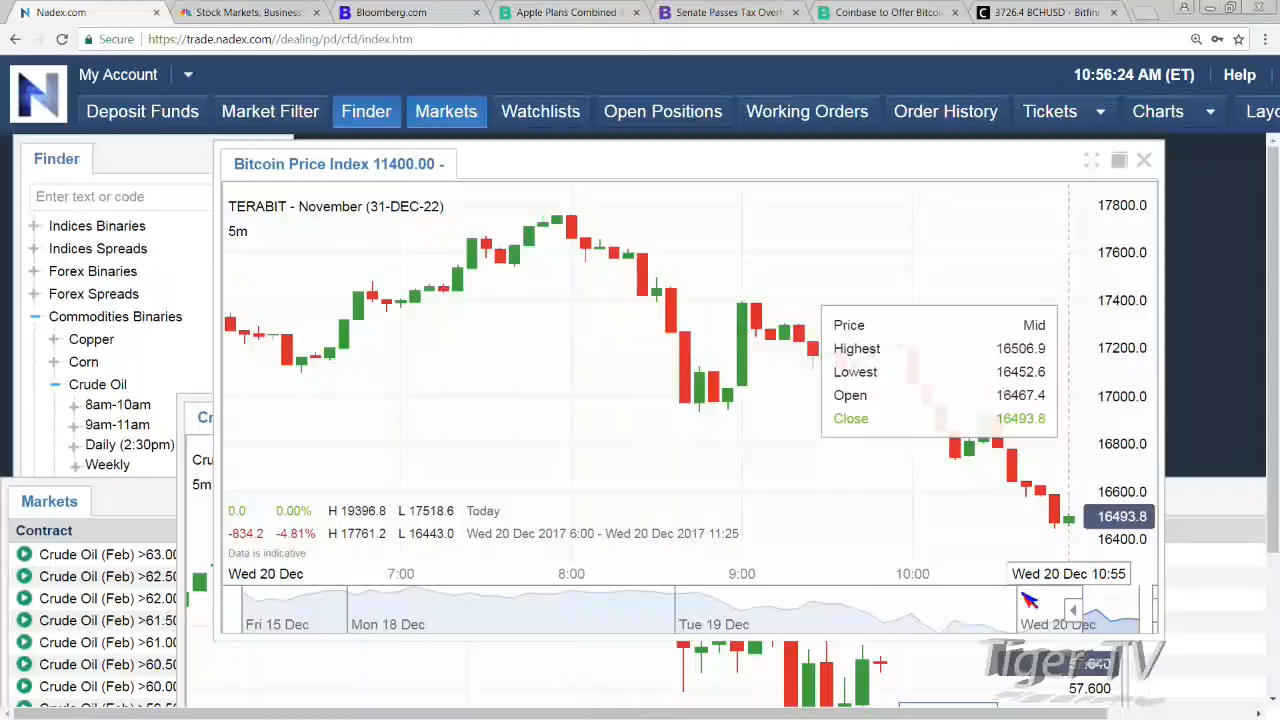 Nadex.com
Stock Markets, Business
Bloomberg.com
Apple Plans Combined i
Senate Passes Tax Overh
Coinbase to Offer Bitcoi
3726.4 BCHUSD - Bitfin
Secure
https://trade.nadex.com//dealing/pd/cfd/index.htm
My Account
10:56:24 AM (ET)
Help
Deposit Funds
Market Filter
Finder
Markets
Watchlists
Open Positions
Working Orders
Order History
Tickets
Charts
Layo
Finder
Enter text or code
Indices Binaries
Indices Spreads
Forex Binaries
Forex Spreads
Commodities Binaries
Copper
Corn
Crude Oil
8am-10am
9am-11am
Daily (2:30pm)
Weekly
Cr
Cru
5m
Bitcoin Price Index 11400.00 -
TERABIT - November (31-DEC-22)
5m
17800.0
17600.0
17400.0
17200.0
17000.0
16800.0
16600.0
16493.8
16400.0
Price Mid
Highest 16506.9
Lowest 16452.6
Open 16467.4
Close 16493.8
0.0 0.00% H 19396.8 L 17518.6 Today
-834.2 -4.81% H 17761.2 L 16443.0 Wed 20 Dec 2017 6:00 - Wed 20 Dec 2017 11:25
Data is indicative
Wed 20 Dec 7:00 8:00 9:00 10:00 Wed 20 Dec 10:55
Fri 15 Dec Mon 18 Dec Tue 19 Dec Wed 20 Dec
Markets
Contract
Crude Oil (Feb) >63.00
Crude Oil (Feb) >62.50
Crude Oil (Feb) >62.00
Crude Oil (Feb) >61.50
Crude Oil (Feb) >61.00
Crude Oil (Feb) >60.50
Crude Oil (Feb) >60.00
57.640
57.600
Tiger TV